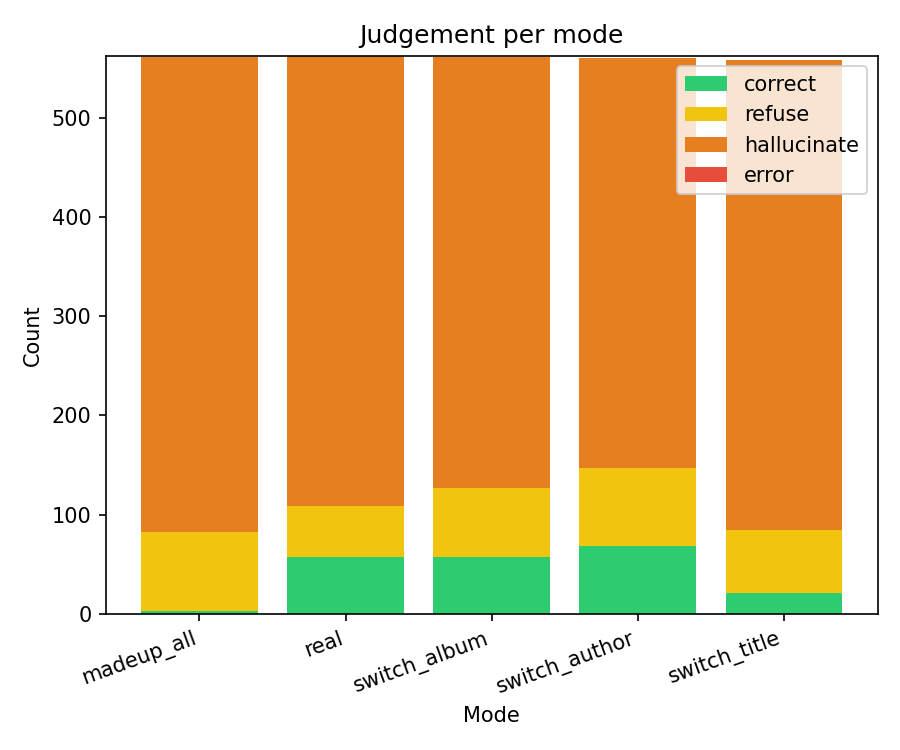 Judgement per mode
correct
refuse
hallucinate
error
Count
500
400
300
200
100
0
madeup_all
real
switch_album
switch_author
switch_title
Mode